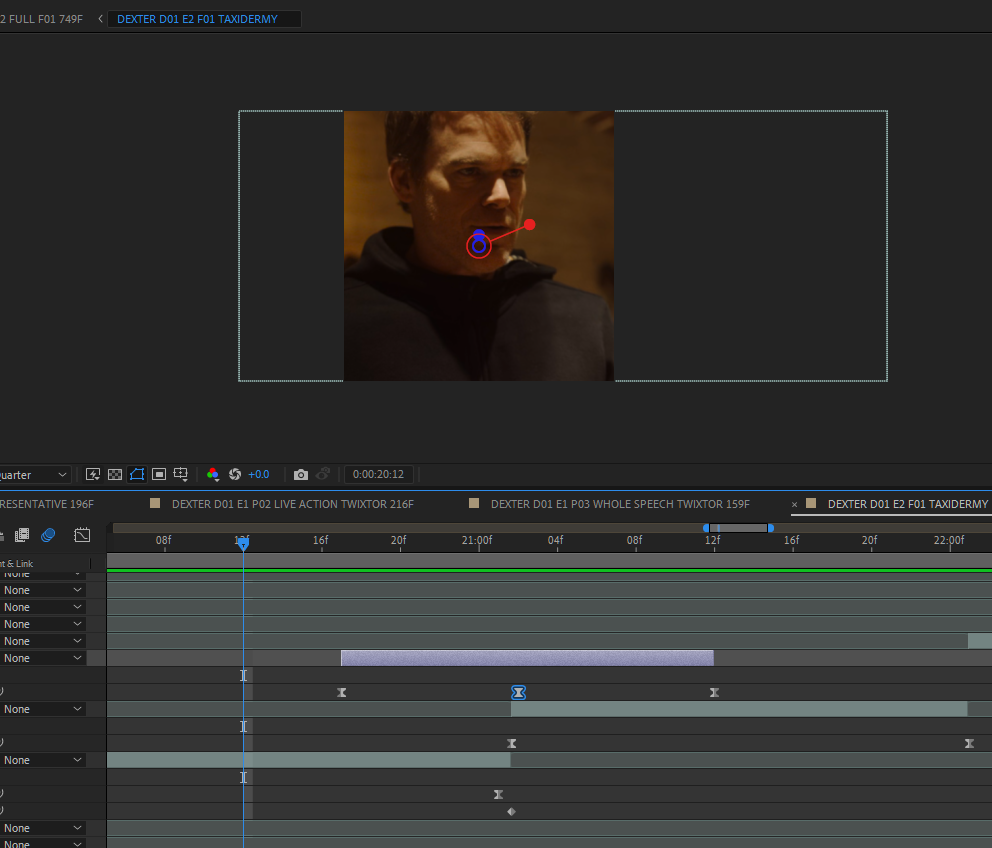 2 FULL F01 749F DEXTER D01 E2 F01 TAXIDERMY
uarter +0.0 0:00:20:12
RESENTATIVE 196F DEXTER D01 E1 P02 LIVE ACTION TWIXTOR 216F DEXTER D01 E1 P03 WHOLE SPEECH TWIXTOR 159F × DEXTER D01 E2 F01 TAXIDERMY
08f 12f 16f 20f 21:00f 04f 08f 12f 16f 20f 22:00f
nt & Link
None
None
None
None
None
None
None
None
None
None